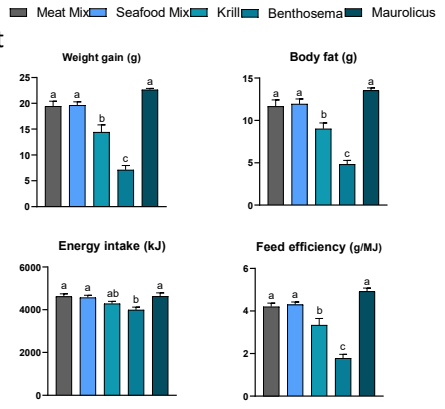 Meat Mix Seafood Mix Krill Benthosema Maurolicus
t
Weight gain (g)
25
20
15
10
5
0
a
a
b
c
a
Body fat (g)
15
10
5
0
a
a
b
c
a
Energy intake (kJ)
6000
4000
2000
0
a
a
ab
b
a
Feed efficiency (g/MJ)
6
4
2
0
a
a
b
c
a